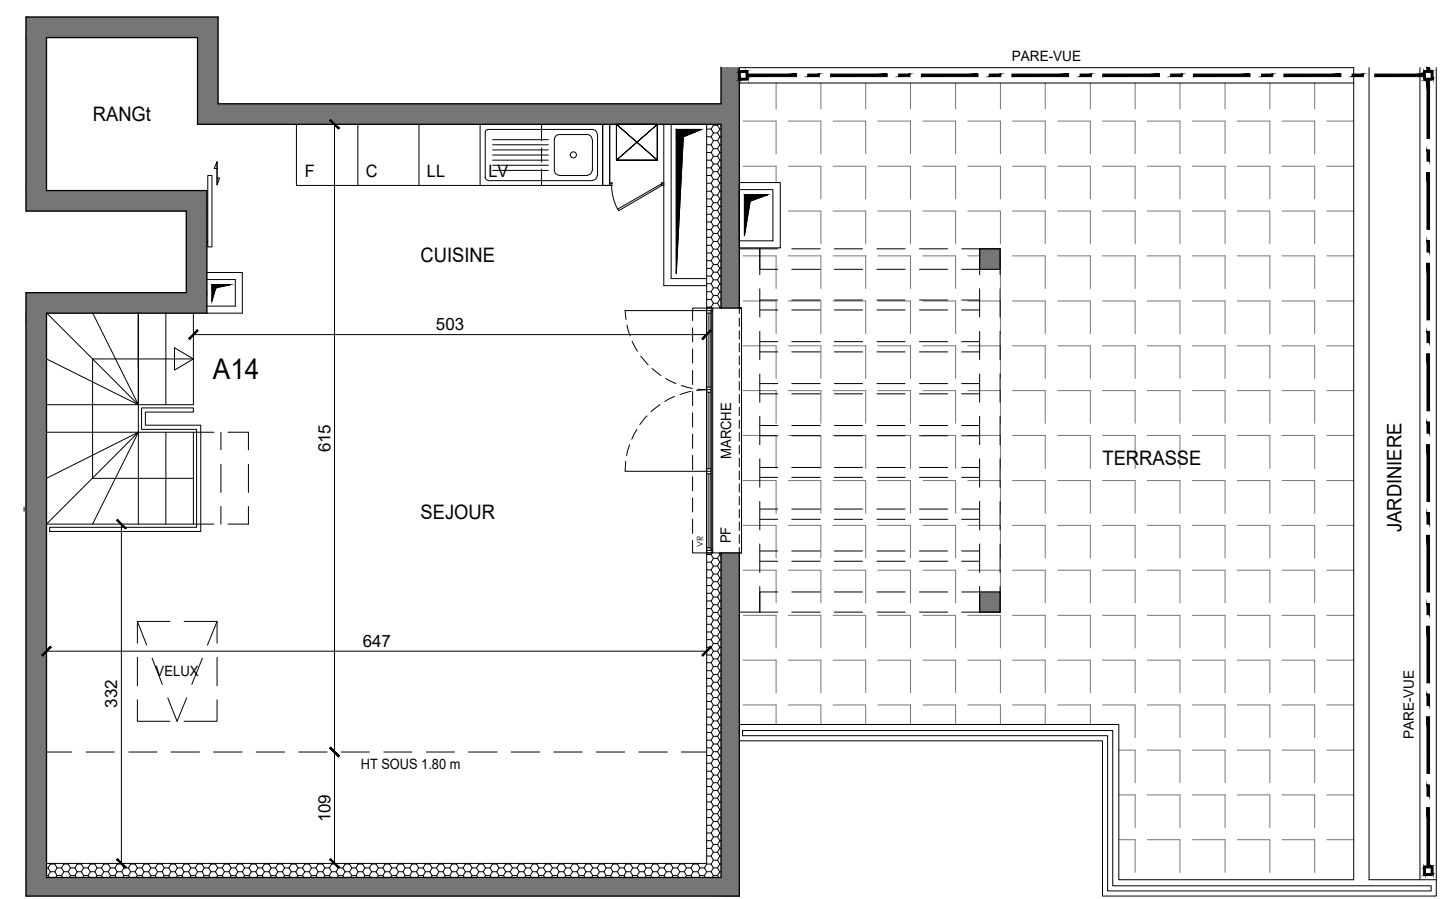 PARE-VUE
RANGt
F
C
LL
LV
CUISINE
503
A14
615
MARCHE
TERRASSE
JARDINIERE
SEJOUR
PF
VR
647
VELUX
332
PARE-VUE
HT SOUS 1.80 m
109